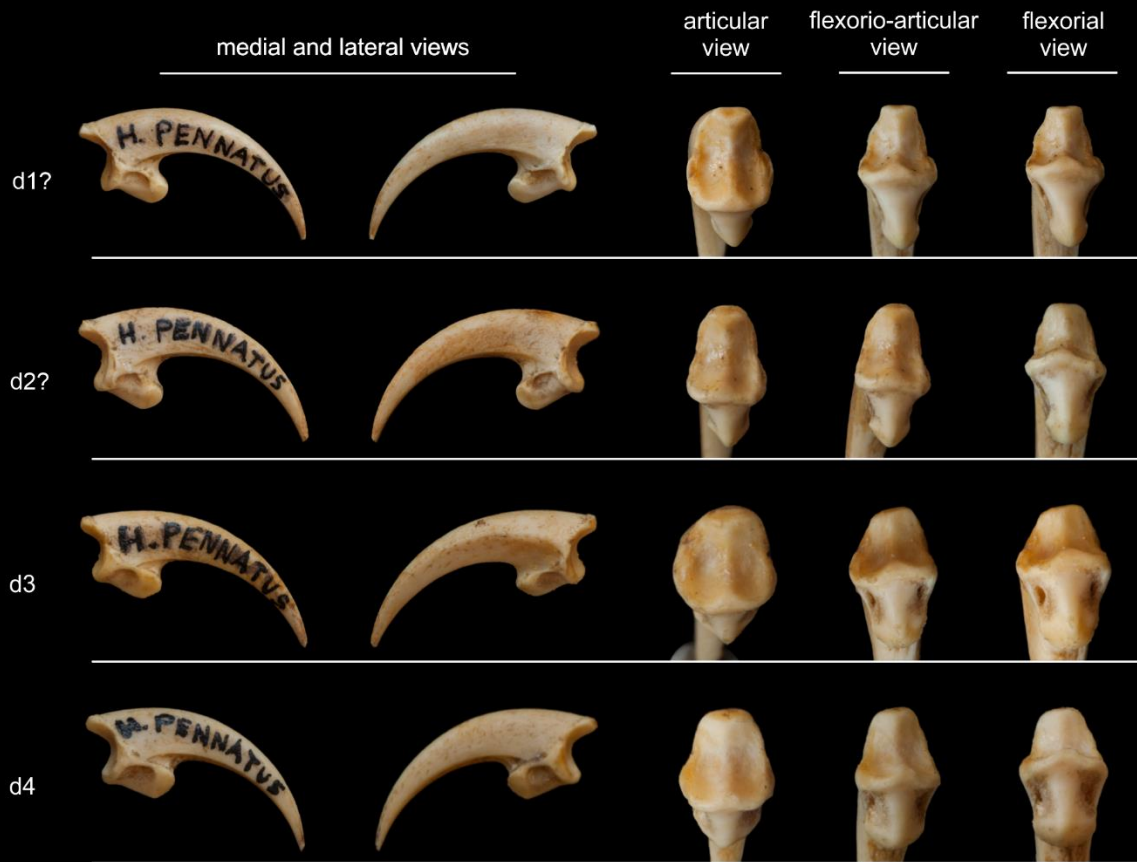 medial and lateral views
articular
view
flexorio-articular
view
flexorial
view
d1?
H. PENNATUS
d2?
H. PENNATUS
d3
H. PENNATUS
d4
H. PENNATUS